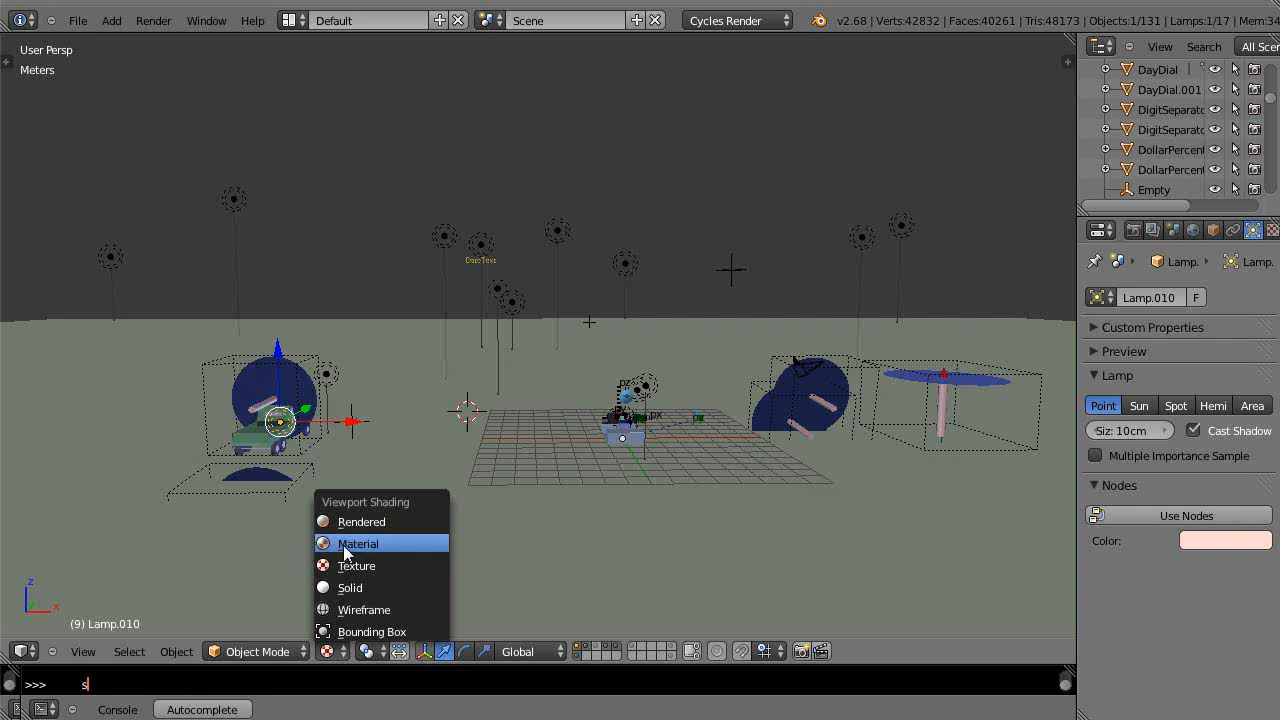 File Add Render Window Help Default Scene Cycles Render v2.68 | Verts:42832 | Faces:40261 | Tris:48173 | Objects:1/131 | Lamps:1/17 | Mem:34
User Persp
Meters
View Search All Scen
DayDial
DayDial.001
DigitSeparato
DigitSeparato
DollarPercent
DollarPercent
Empty
DateText
Lamp. Lamp.
Lamp.010 F
Custom Properties
Preview
Lamp
Point Sun Spot Hemi Area
Siz: 10cm Cast Shadow
Multiple Importance Sample
Nodes
Use Nodes
Color:
Viewport Shading
Rendered
Material
Texture
Solid
Wireframe
Bounding Box
z
y x
(9) Lamp.010
View Select Object Object Mode Global
>>> s
Console Autocomplete